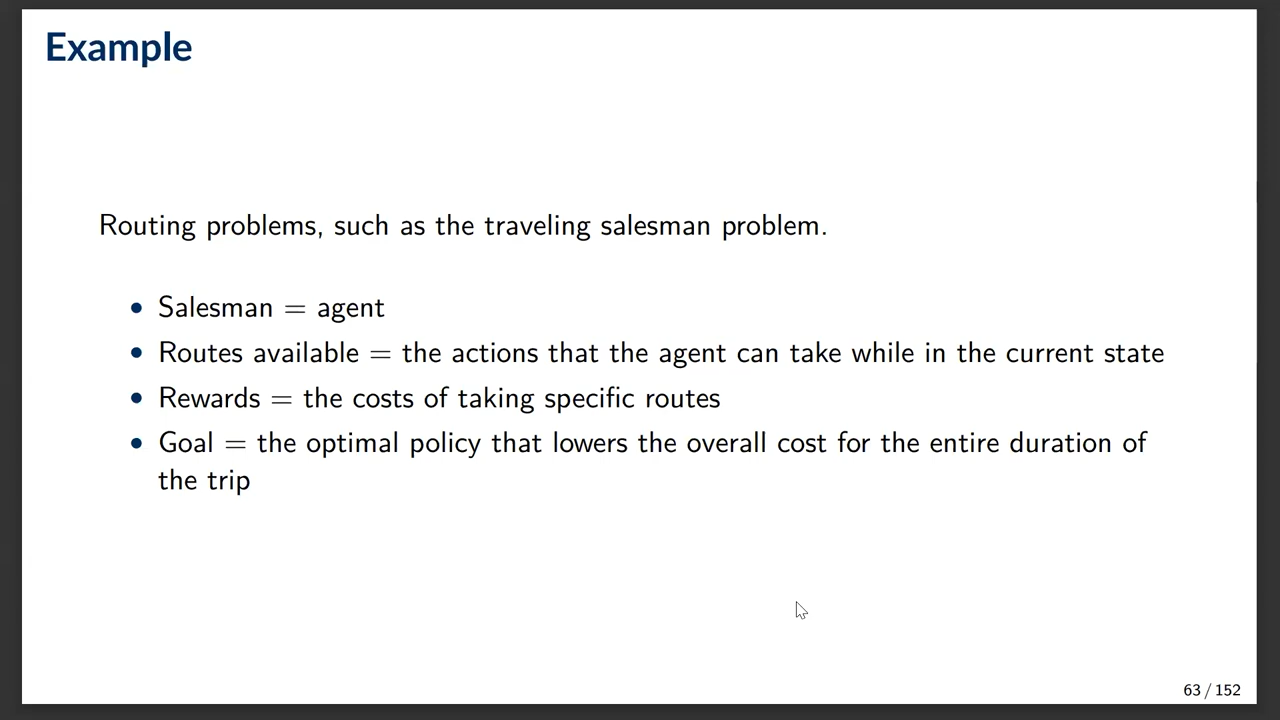 Example
Routing problems, such as the traveling salesman problem.
• Salesman = agent
• Routes available = the actions that the agent can take while in the current state
• Rewards = the costs of taking specific routes
• Goal = the optimal policy that lowers the overall cost for the entire duration of
the trip
63 / 152